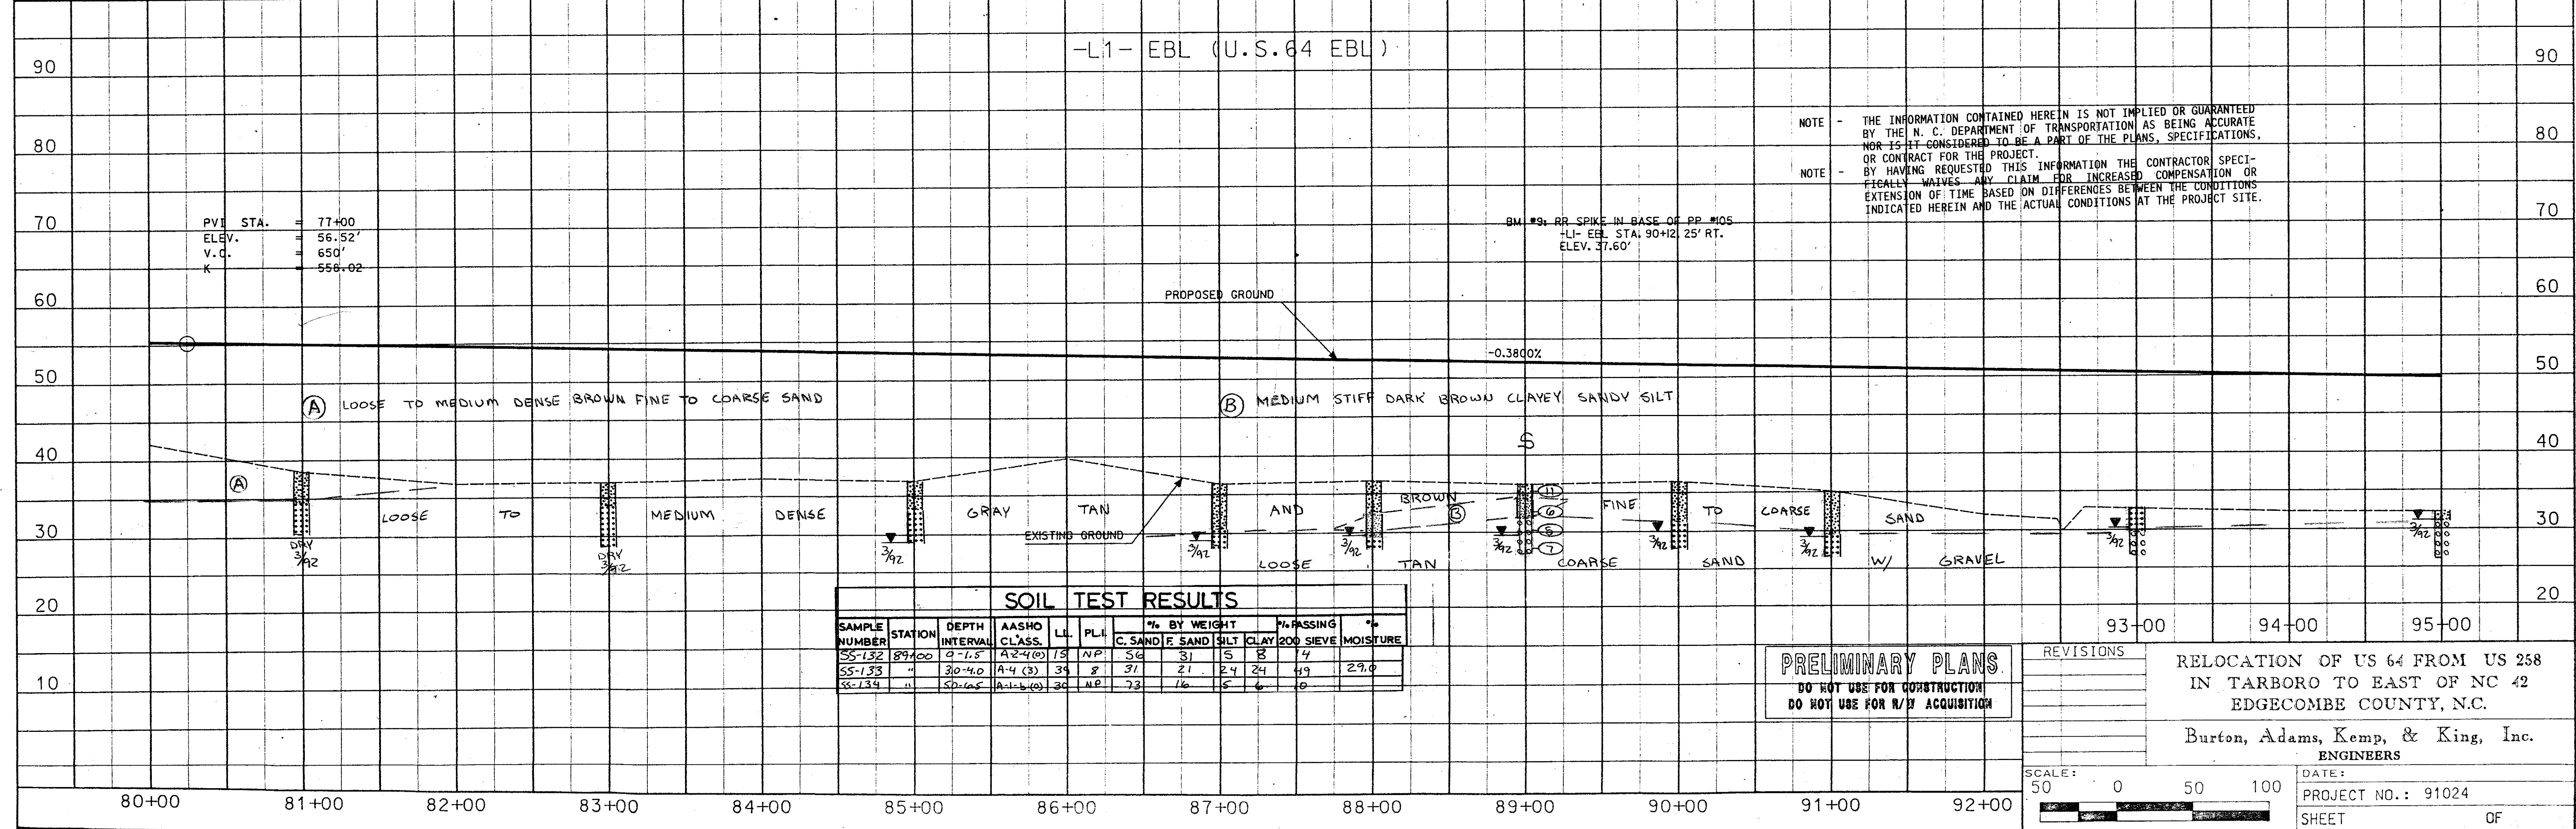 -L1- EBL (U.S.64 EBL)
90
90
80
80
70
70
60
60
50
50
40
40
30
30
20
20
10
NOTE - THE INFORMATION CONTAINED HEREIN IS NOT IMPLIED OR GUARANTEED
BY THE N. C. DEPARTMENT OF TRANSPORTATION AS BEING ACCURATE
NOR IS IT CONSIDERED TO BE A PART OF THE PLANS, SPECIFICATIONS,
OR CONTRACT FOR THE PROJECT.
NOTE - BY HAVING REQUESTED THIS INFORMATION THE CONTRACTOR SPECI-
FICALLY WAIVES ANY CLAIM FOR INCREASED COMPENSATION OR
EXTENSION OF TIME BASED ON DIFFERENCES BETWEEN THE CONDITIONS
INDICATED HEREIN AND THE ACTUAL CONDITIONS AT THE PROJECT SITE.
PVI STA. = 77+00
ELEV. = 56.52'
V.C. = 650'
K = 558.02
BM #9: RR SPIKE IN BASE OF PP #105
-L1- EBL STA. 90+12, 25' RT.
ELEV. 37.60'
PROPOSED GROUND
-0.3800%
(A) LOOSE TO MEDIUM DENSE BROWN FINE TO COARSE SAND
(B) MEDIUM STIFF DARK BROWN CLAYEY SANDY SILT
S
(A)
BROWN
(B)
(11)
(6)
(5)
(7)
LOOSE TO MEDIUM DENSE GRAY TAN AND FINE TO COARSE SAND
EXISTING GROUND
DRY
3/92
DRY
3/92
3/92
3/92
3/92
3/92
3/92
3/92
3/92
3/92
LOOSE TAN COARSE SAND W/ GRAVEL
SOIL TEST RESULTS
SAMPLE NUMBER STATION DEPTH INTERVAL AASHO CLASS. L.L. P.L.I. % BY WEIGHT C. SAND F. SAND SILT CLAY % PASSING 200 SIEVE % MOISTURE
SS-132 89+00 0-1.5 A-2-4(0) 15 NP 56 31 5 8 14
SS-133 " 3.0-4.0 A-4 (3) 39 8 31 21 24 24 49 29.0
SS-134 " 5.0-6.5 A-1-b(0) 30 NP 73 16 5 6 10
PRELIMINARY PLANS
DO NOT USE FOR CONSTRUCTION
DO NOT USE FOR R/W ACQUISITION
93+00 94+00 95+00
REVISIONS
RELOCATION OF US 64 FROM US 258
IN TARBORO TO EAST OF NC 42
EDGECOMBE COUNTY, N.C.
Burton, Adams, Kemp, & King, Inc.
ENGINEERS
SCALE:
50 0 50 100
DATE:
PROJECT NO.: 91024
SHEET OF
80+00 81+00 82+00 83+00 84+00 85+00 86+00 87+00 88+00 89+00 90+00 91+00 92+00